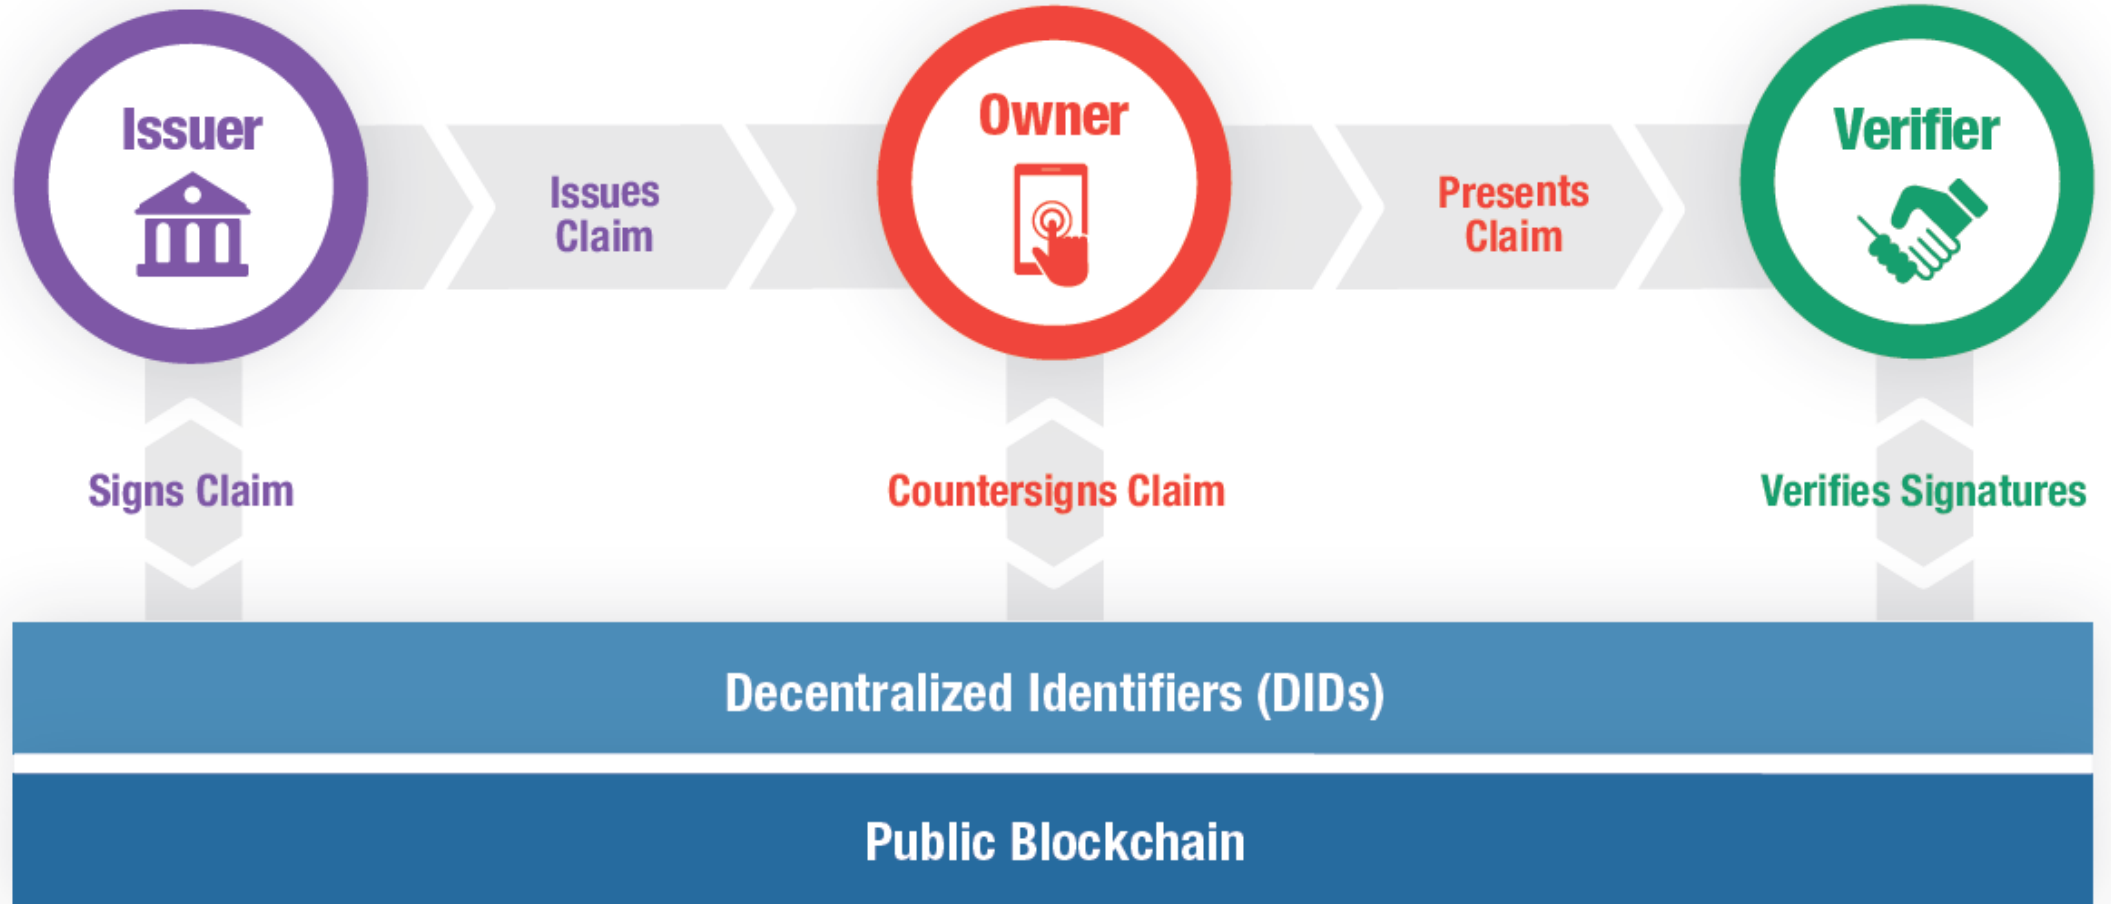 Issuer
Owner
Verifier
Issues
Claim
Presents
Claim
Signs Claim
Countersigns Claim
Verifies Signatures
Decentralized Identifiers (DIDs)
Public Blockchain